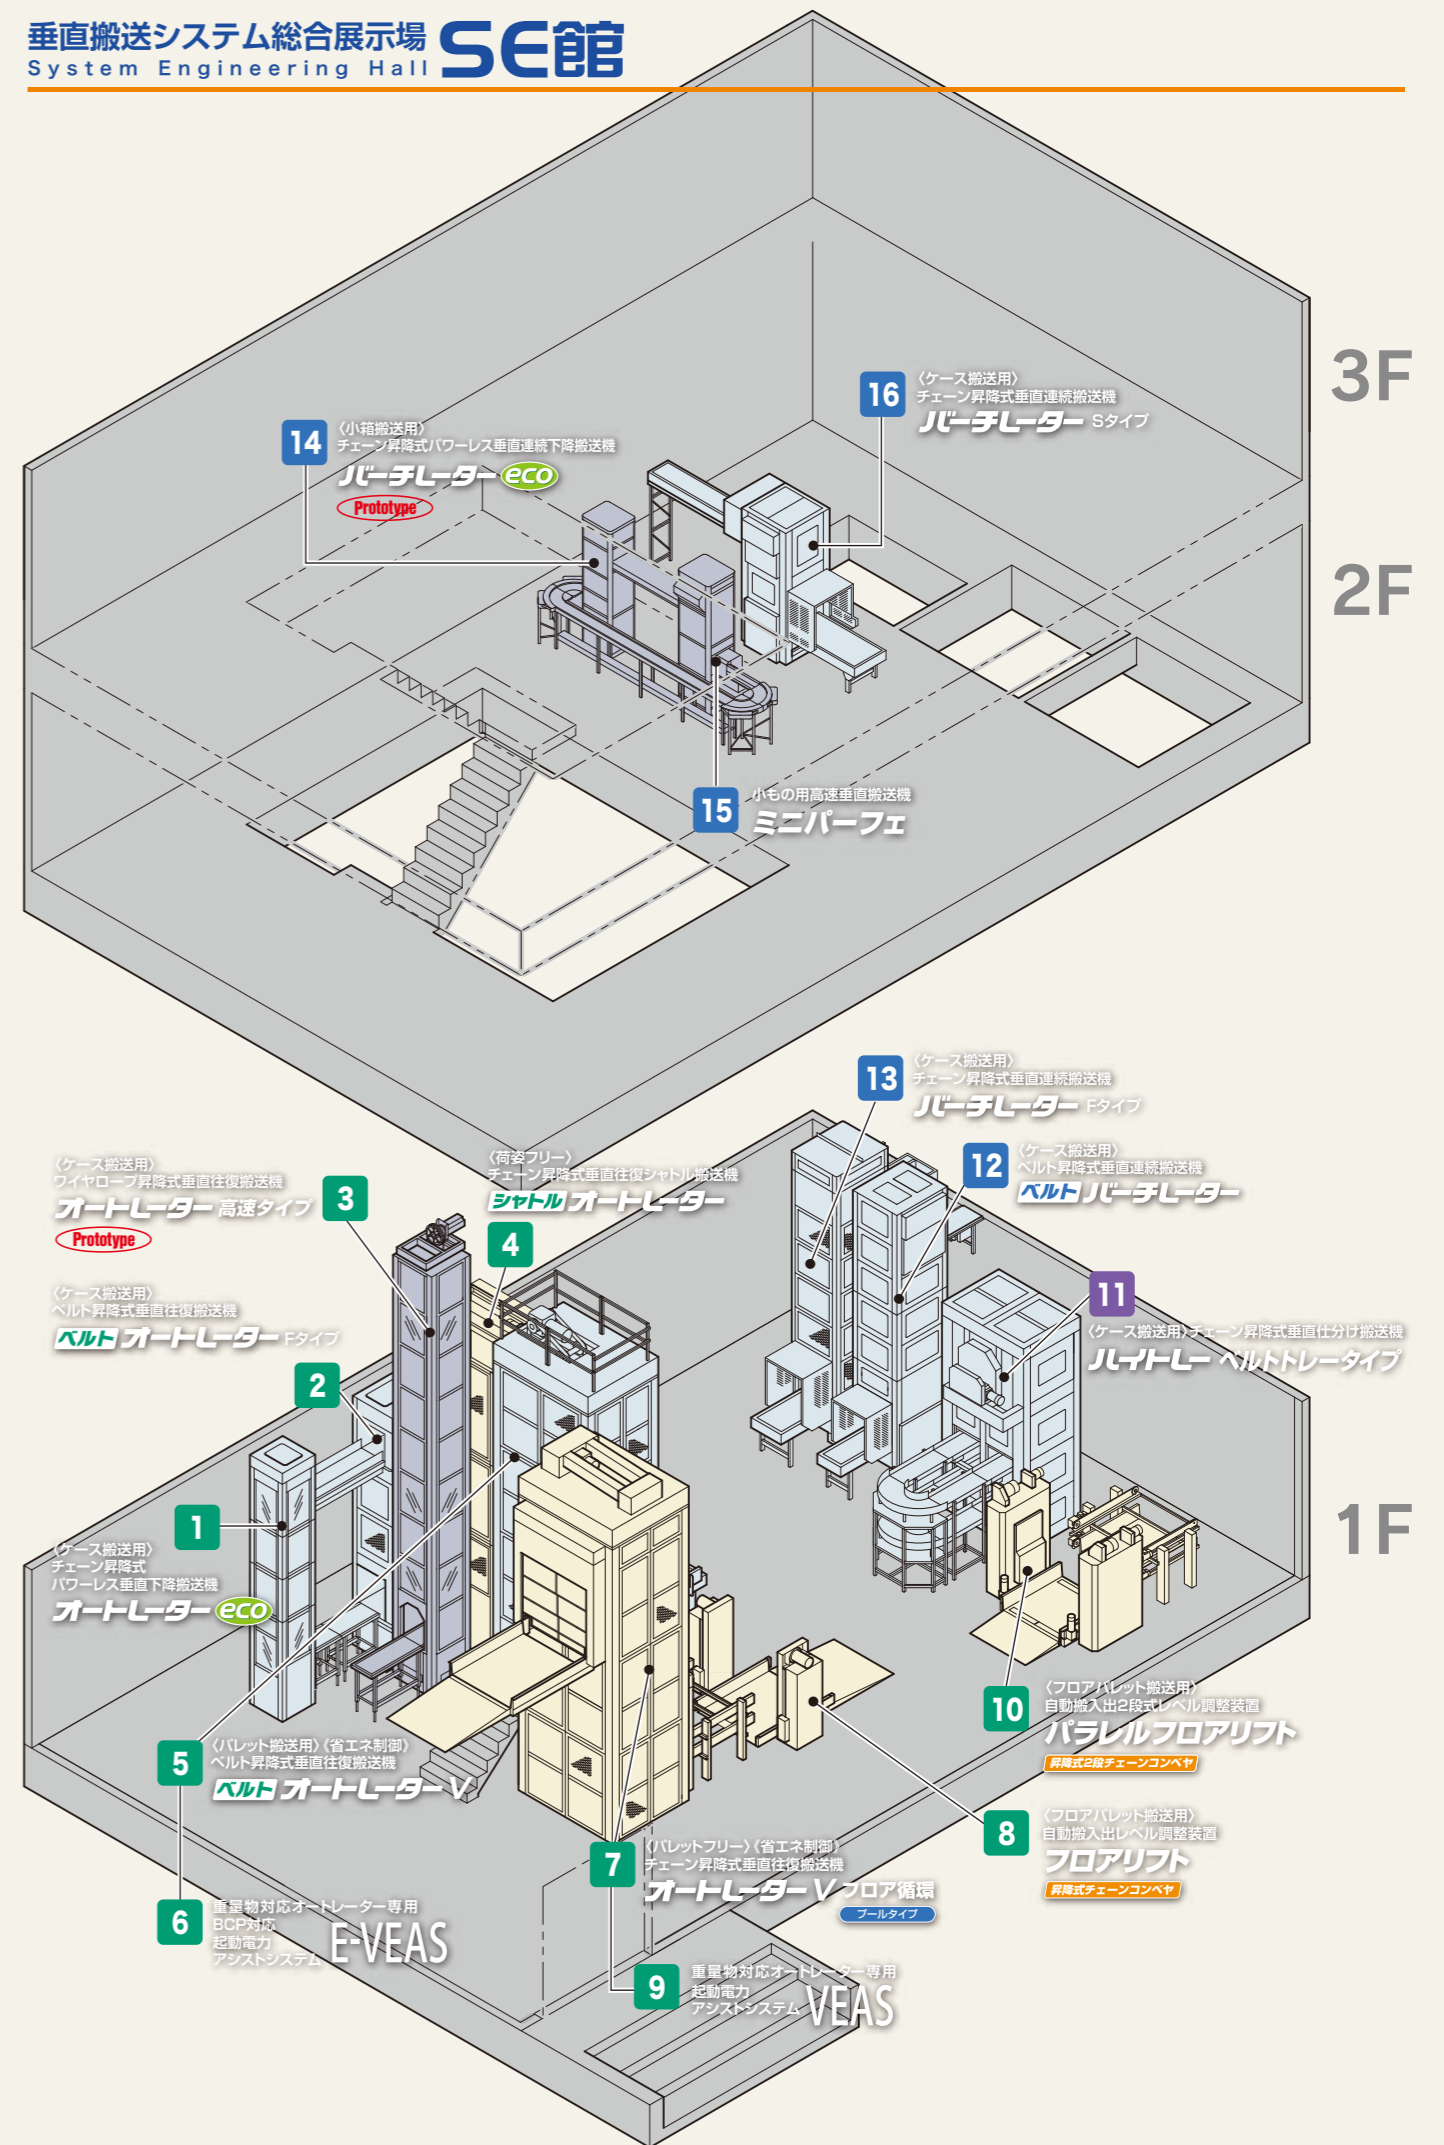 垂直搬送システム総合展示場 SE館
System Engineering Hall
3F
16
〈ケース搬送用〉
チェーン昇降式垂直連続搬送機
バーチレーター Sタイプ
14
〈小箱搬送用〉
チェーン昇降式パワーレス垂直連続下降搬送機
バーチレーター eco
Prototype
2F
15
小もの用高速垂直搬送機
ミニパーフェ
13
〈ケース搬送用〉
チェーン昇降式垂直連続搬送機
バーチレーター Fタイプ
12
〈ケース搬送用〉
ベルト昇降式垂直連続搬送機
ベルト バーチレーター
〈ケース搬送用〉
ワイヤロープ昇降式垂直往復搬送機
オートレーター 高速タイプ
Prototype
3
〈荷姿フリー〉
チェーン昇降式垂直往復シャトル搬送機
シャトル オートレーター
4
〈ケース搬送用〉
ベルト昇降式垂直往復搬送機
ベルト オートレーター Fタイプ
2
11
〈ケース搬送用〉チェーン昇降式垂直仕分け搬送機
ハイトレー ベルトトレータイプ
1F
1
〈ケース搬送用〉
チェーン昇降式
パワーレス垂直下降搬送機
オートレーター eco
10
〈フロアパレット搬送用〉
自動搬入出2段式レベル調整装置
パラレルフロアリフト
昇降式2段チェーンコンベヤ
5
〈パレット搬送用〉《省エネ制御》
ベルト昇降式垂直往復搬送機
ベルト オートレーター V
8
〈フロアパレット搬送用〉
自動搬入出レベル調整装置
フロアリフト
昇降式チェーンコンベヤ
7
〈パレットフリー〉《省エネ制御》
チェーン昇降式垂直往復搬送機
オートレーター V フロア循環
プールタイプ
6
重量物対応オートレーター専用
BCP対応
起動電力
アシストシステム E-VEAS
9
重量物対応オートレーター専用
起動電力
アシストシステム VEAS